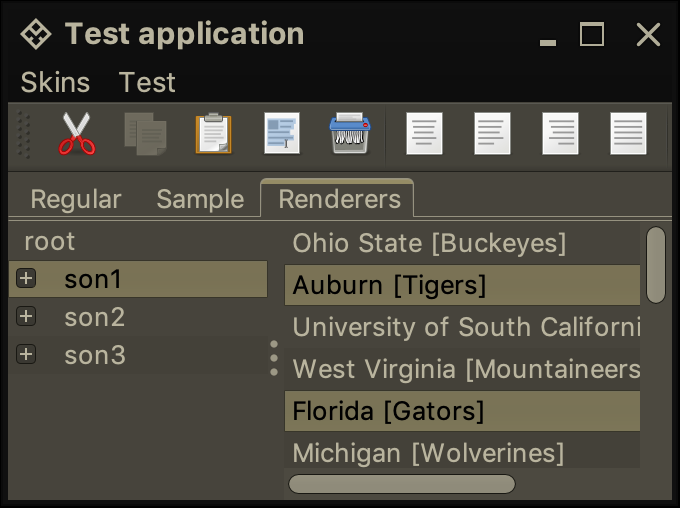 Test application
Skins Test
Regular Sample Renderers
root
son1
son2
son3
Ohio State [Buckeyes]
Auburn [Tigers]
University of South Californi
West Virginia [Mountaineers
Florida [Gators]
Michigan [Wolverines]